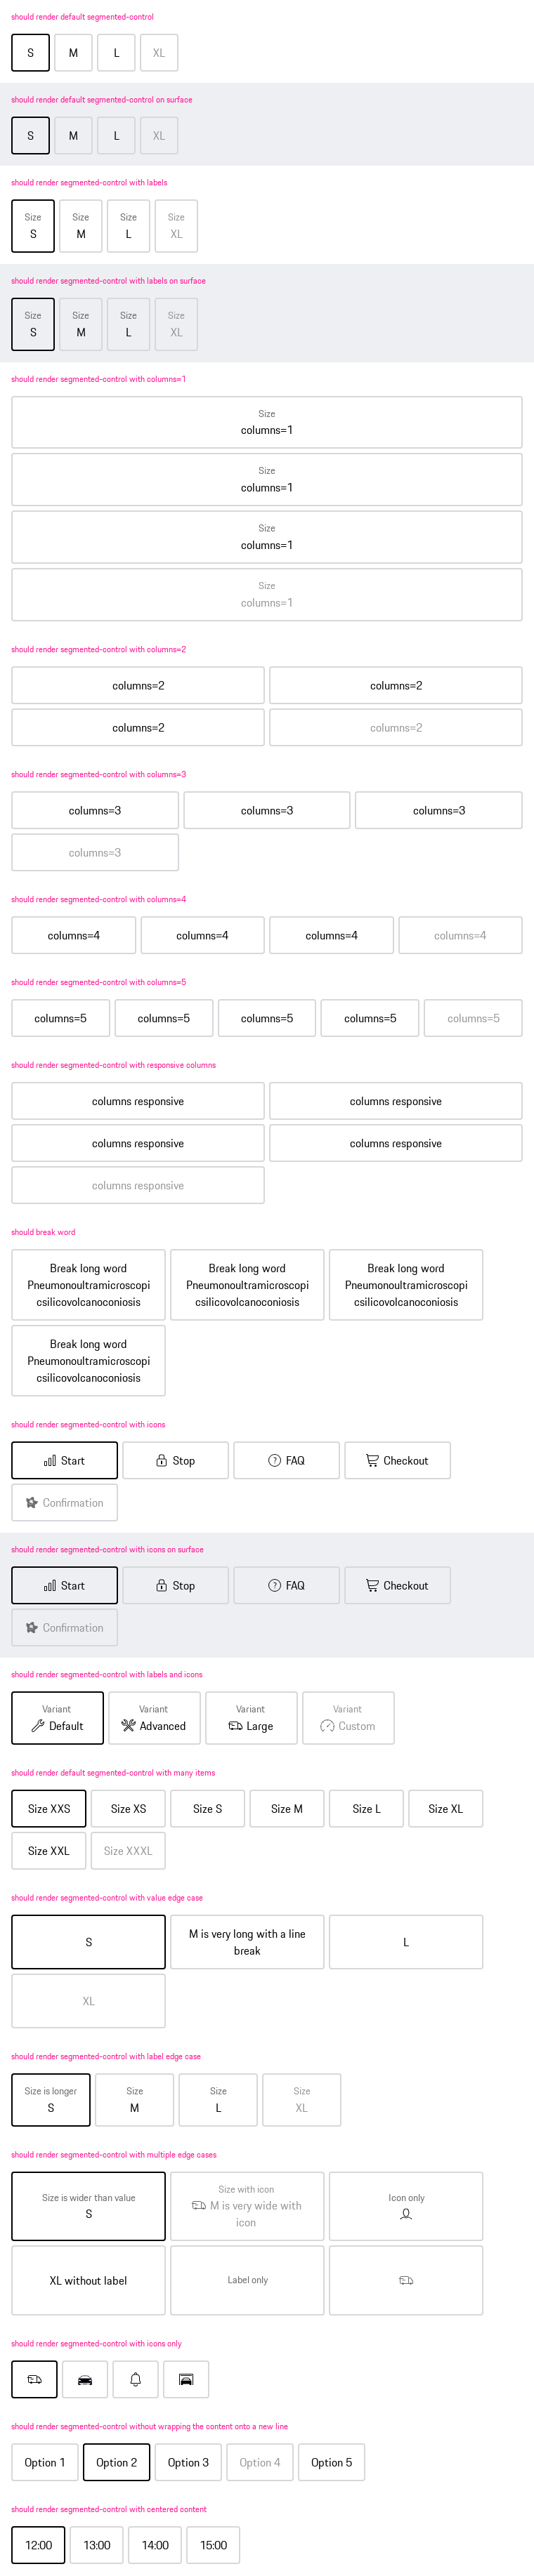 should render default segmented-control
S M L XL
should render default segmented-control on surface
S M L XL
should render segmented-control with labels
Size Size Size Size
S M L XL
should render segmented-control with labels on surface
Size Size Size Size
S M L XL
should render segmented-control with columns=1
Size
columns=1
Size
columns=1
Size
columns=1
Size
columns=1
should render segmented-control with columns=2
columns=2 columns=2
columns=2 columns=2
should render segmented-control with columns=3
columns=3 columns=3 columns=3
columns=3
should render segmented-control with columns=4
columns=4 columns=4 columns=4 columns=4
should render segmented-control with columns=5
columns=5 columns=5 columns=5 columns=5 columns=5
should render segmented-control with responsive columns
columns responsive columns responsive
columns responsive columns responsive
columns responsive
should break word
Break long word Break long word Break long word
Pneumonoultramicroscopi Pneumonoultramicroscopi Pneumonoultramicroscopi
csilicovolcanoconiosis csilicovolcanoconiosis csilicovolcanoconiosis
Break long word
Pneumonoultramicroscopi
csilicovolcanoconiosis
should render segmented-control with icons
Start Stop FAQ Checkout
Confirmation
should render segmented-control with icons on surface
Start Stop FAQ Checkout
Confirmation
should render segmented-control with labels and icons
Variant Variant Variant Variant
Default Advanced Large Custom
should render default segmented-control with many items
Size XXS Size XS Size S Size M Size L Size XL
Size XXL Size XXXL
should render segmented-control with value edge case
S M is very long with a line L
break
XL
should render segmented-control with label edge case
Size is longer Size Size Size
S M L XL
should render segmented-control with multiple edge cases
Size is wider than value Size with icon Icon only
S M is very wide with
icon
XL without label Label only
should render segmented-control with icons only
should render segmented-control without wrapping the content onto a new line
Option 1 Option 2 Option 3 Option 4 Option 5
should render segmented-control with centered content
12:00 13:00 14:00 15:00